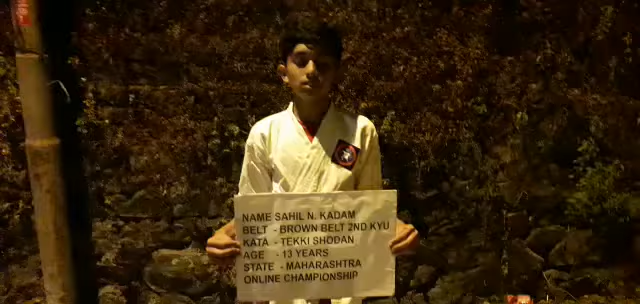 NAME SAHIL N. KADAM
BELT - BROWN BELT 2ND KYU
KATA - TEKKI SHODAN
AGE - 13 YEARS
STATE - MAHARASHTRA
ONLINE CHAMPIONSHIP